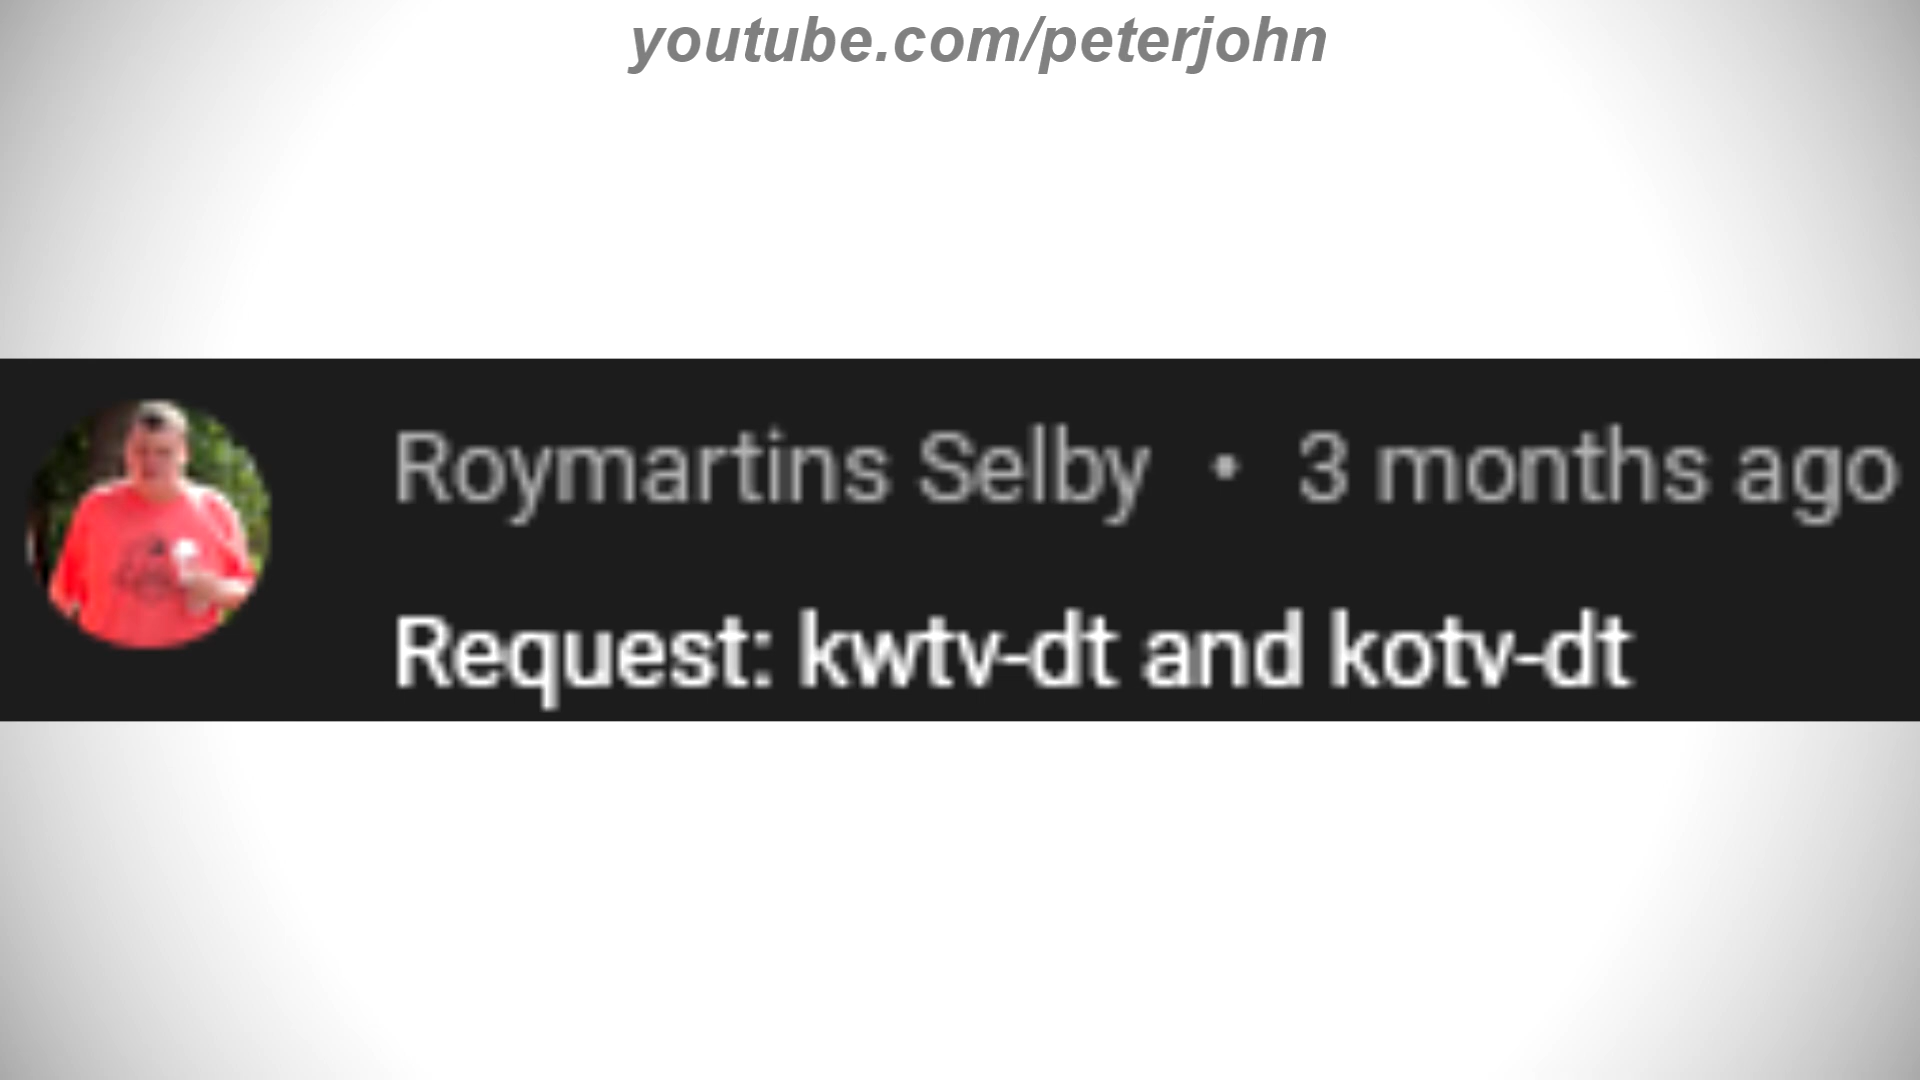 youtube.com/peterjohn
Roymartins Selby • 3 months ago
Request: kwtv-dt and kotv-dt